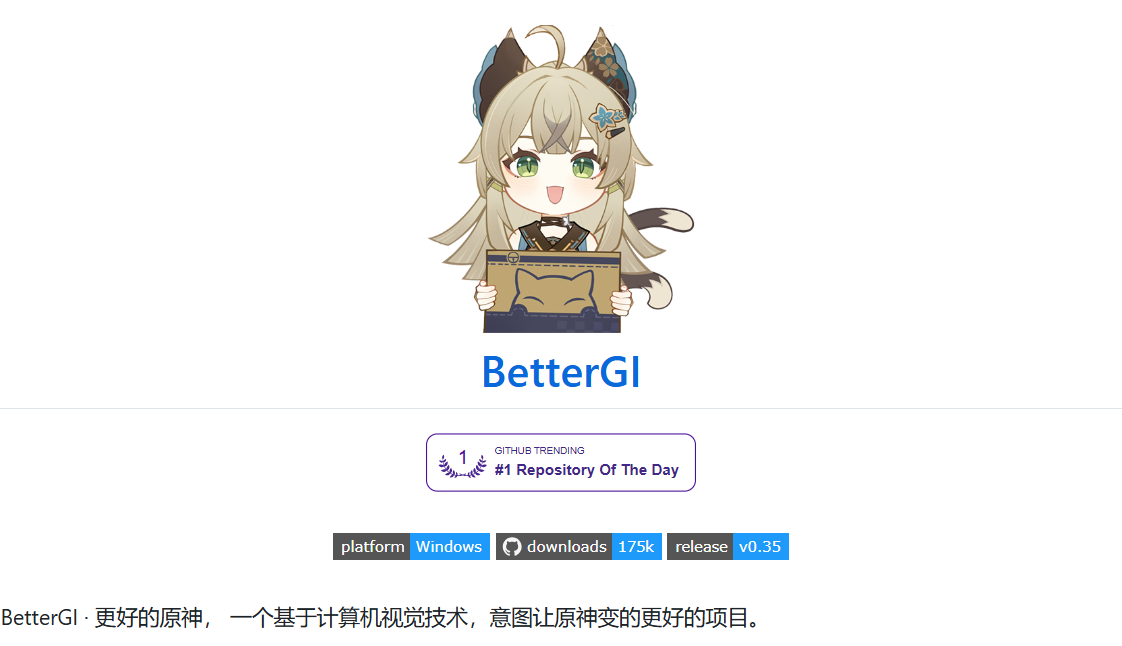 BetterGI
1
GITHUB TRENDING
#1 Repository Of The Day
platform Windows downloads 175k release v0.35
BetterGI · 更好的原神， 一个基于计算机视觉技术，意图让原神变的更好的项目。